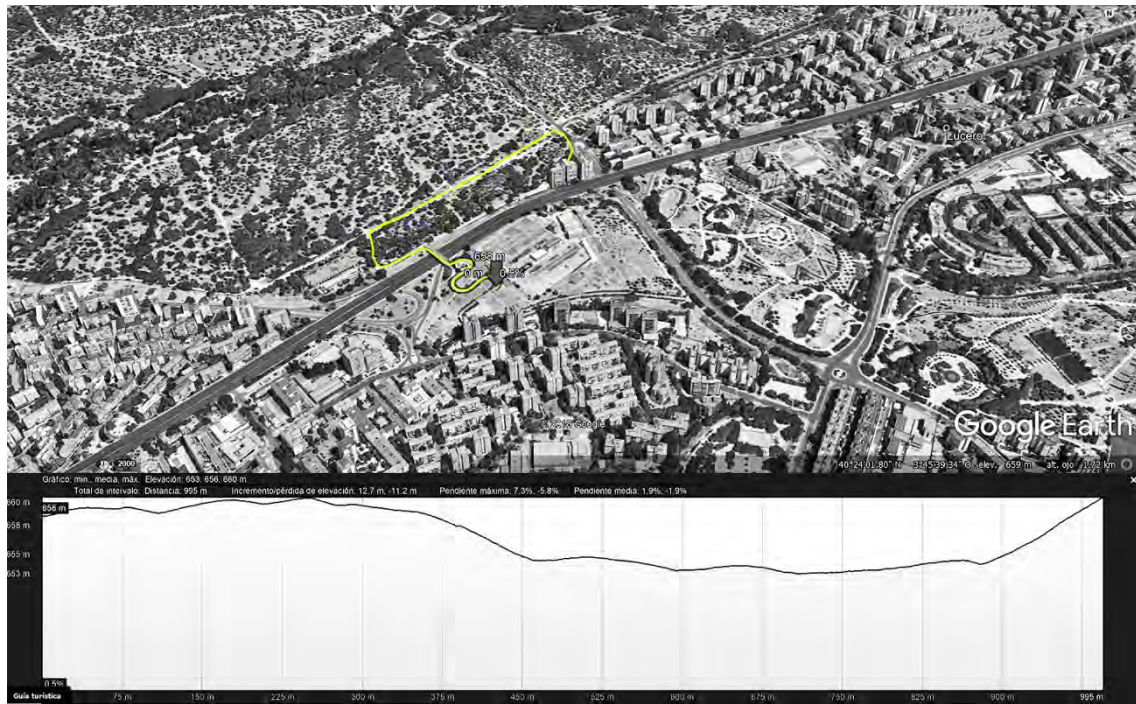 N
Lucero
658 m
0 m
0.5%
Google Earth
2000
40°24'01.80" N 3°45'39.34" O elev. 659 m alt. ojo 1.72 km
Gráfico: min., media, máx. Elevación: 653, 656, 660 m
Total de intervalo: Distancia: 995 m Incremento/pérdida de elevación: 12.7 m, -11.2 m Pendiente máxima: 7.3%, -5.8% Pendiente media: 1.9%, -1.9%
660 m
658 m
658 m
655 m
653 m
0.5%
Guía turística
75 m 150 m 225 m 300 m 375 m 450 m 525 m 600 m 675 m 750 m 825 m 900 m 995 m